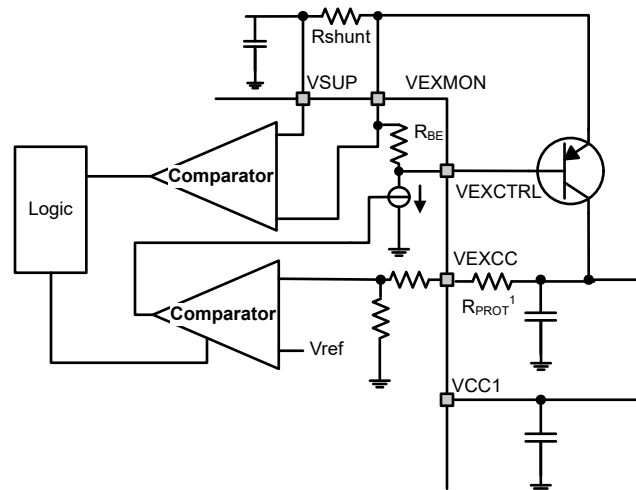 Rshunt
VSUP
VEXMON
RBE
Comparator
Logic
VEXCTRL
VEXCC
Comparator
RPROT1
Vref
VCC1